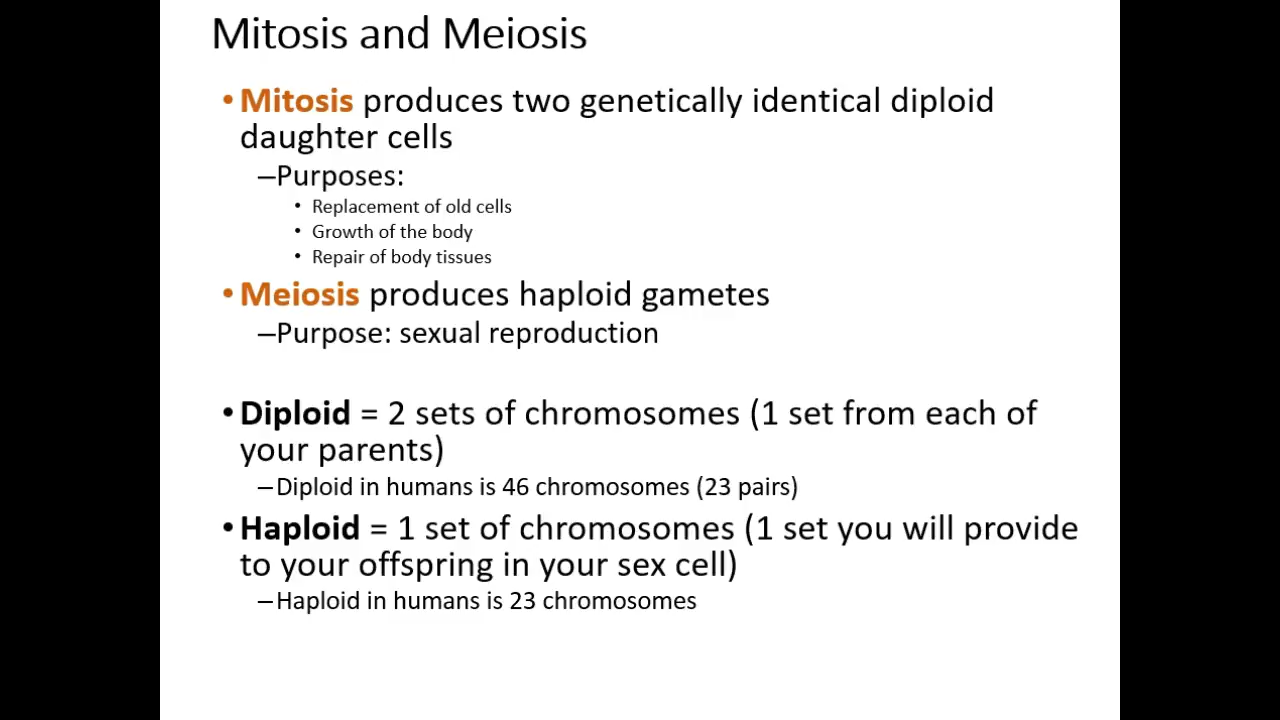 Mitosis and Meiosis
•Mitosis produces two genetically identical diploid
daughter cells
–Purposes:
• Replacement of old cells
• Growth of the body
• Repair of body tissues
•Meiosis produces haploid gametes
–Purpose: sexual reproduction
•Diploid = 2 sets of chromosomes (1 set from each of
your parents)
–Diploid in humans is 46 chromosomes (23 pairs)
•Haploid = 1 set of chromosomes (1 set you will provide
to your offspring in your sex cell)
–Haploid in humans is 23 chromosomes